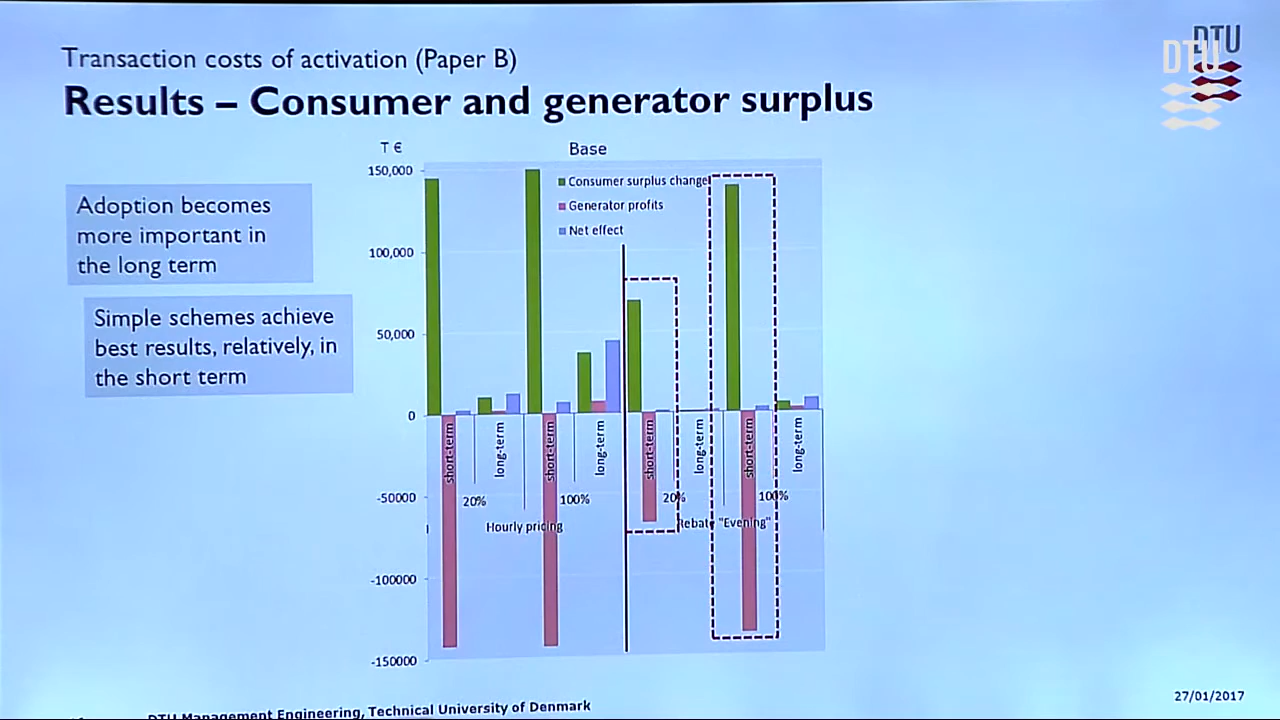 Transaction costs of activation (Paper B)
Results – Consumer and generator surplus
DTU
DTU
Adoption becomes
more important in
the long term
Simple schemes achieve
best results, relatively, in
the short term
T €
Base
Consumer surplus change
Generator profits
Net effect
150,000
100,000
50,000
0
-50000
-100000
-150000
short-term
long-term
short-term
long-term
short-term
long-term
short-term
long-term
20%
100%
20%
100%
Hourly pricing
Rebate "Evening"
DTU Management Engineering, Technical University of Denmark
27/01/2017